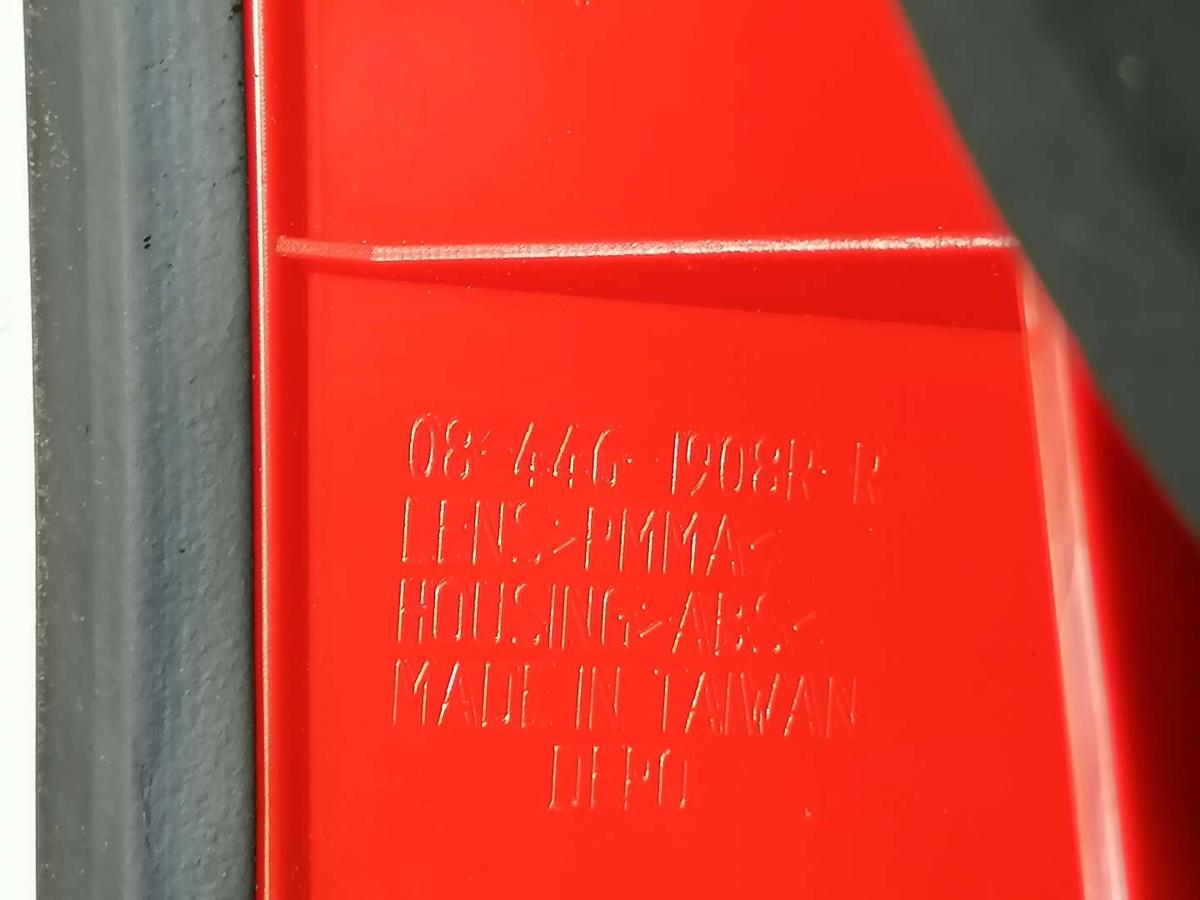 08-446-1908R-R
LENS>PMMA<
HOUSING>ABS<
MADE IN TAIWAN
DEPO